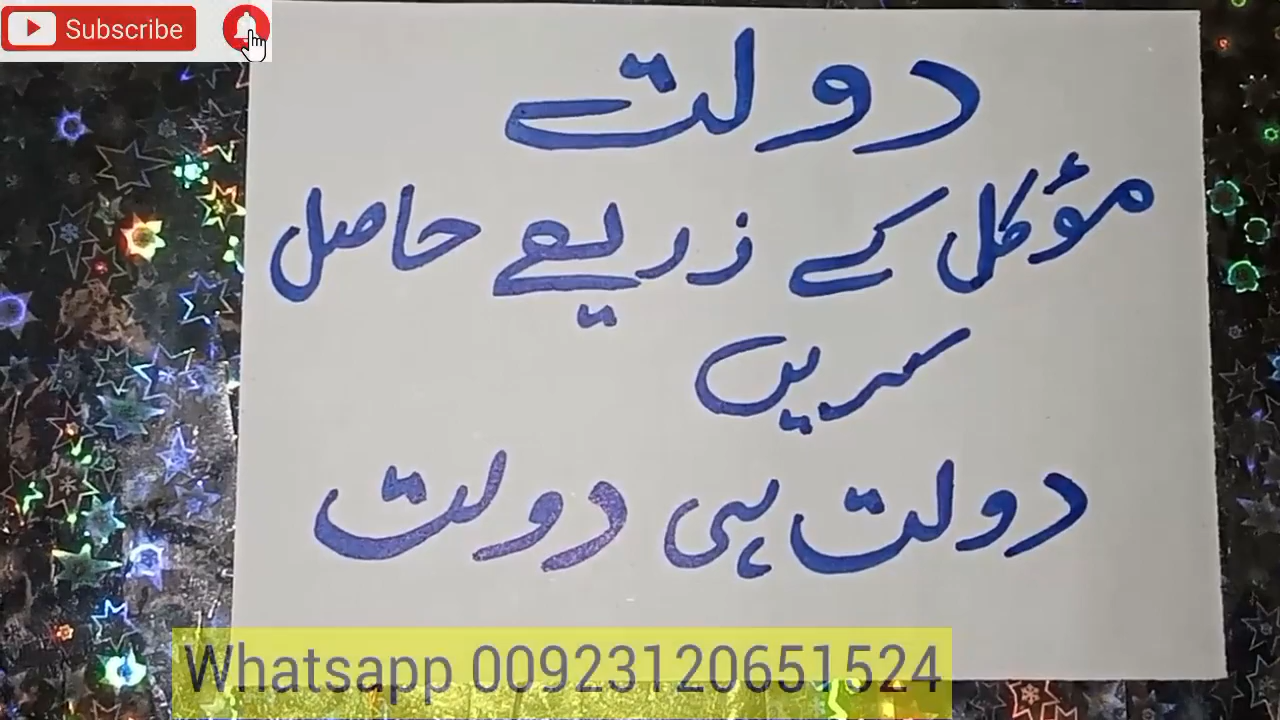 Subscribe
دولت
مؤکل کے ذریعے حاصل
کریں
دولت ہی دولت
Whatsapp 00923120651524